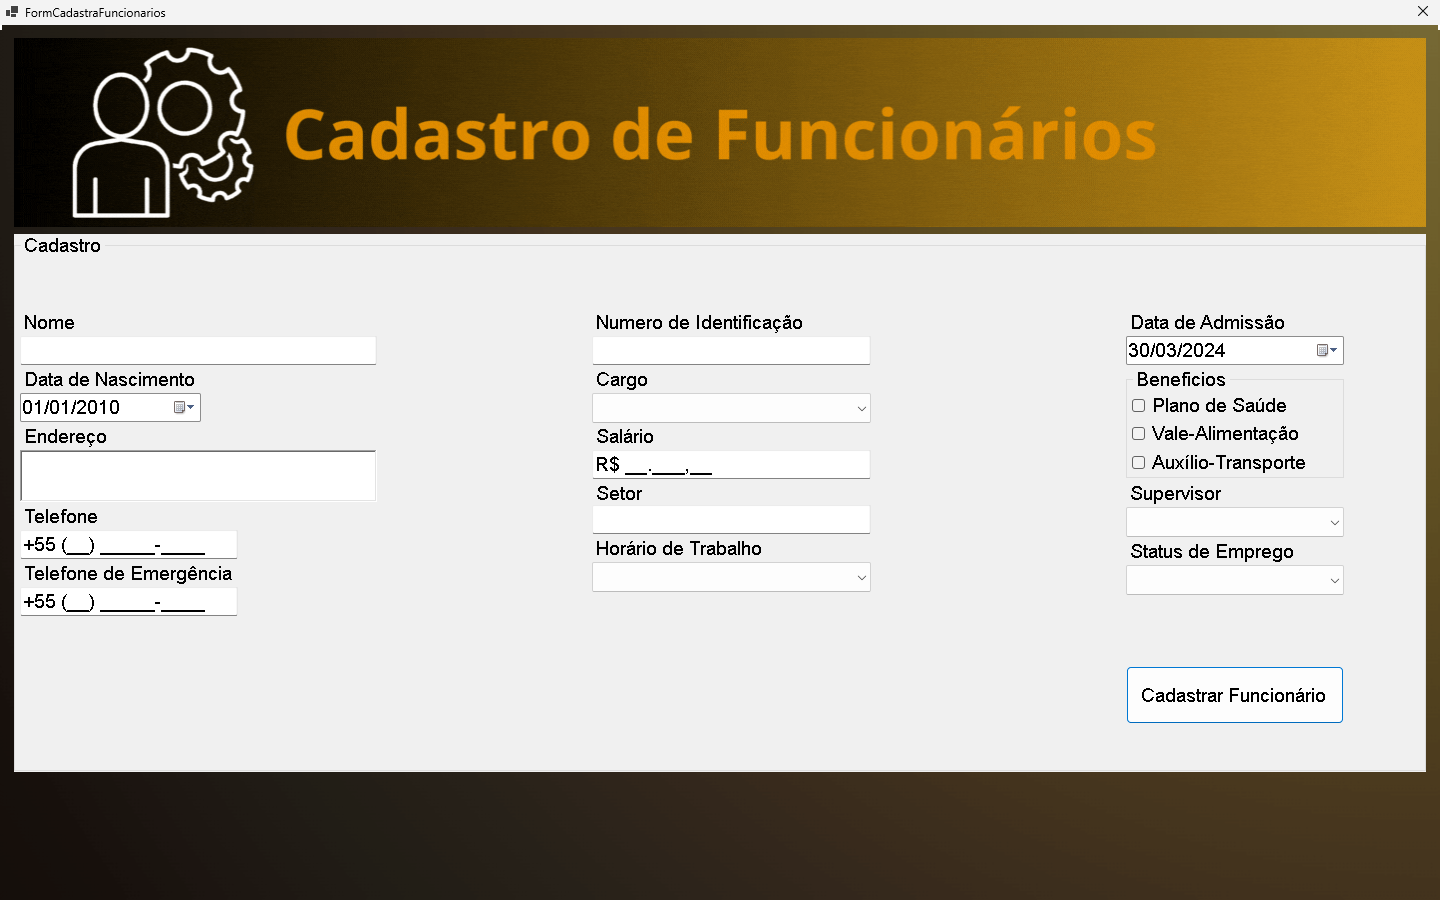 FormCadastraFuncionarios
Cadastro de Funcionários
Cadastro
Nome
Data de Nascimento
01/01/2010
Endereço
Telefone
+55 (__) _____-____
Telefone de Emergência
+55 (__) _____-____
Numero de Identificação
Cargo
Salário
R$ __.___,__
Setor
Horário de Trabalho
Data de Admissão
30/03/2024
Beneficios
Plano de Saúde
Vale-Alimentação
Auxílio-Transporte
Supervisor
Status de Emprego
Cadastrar Funcionário